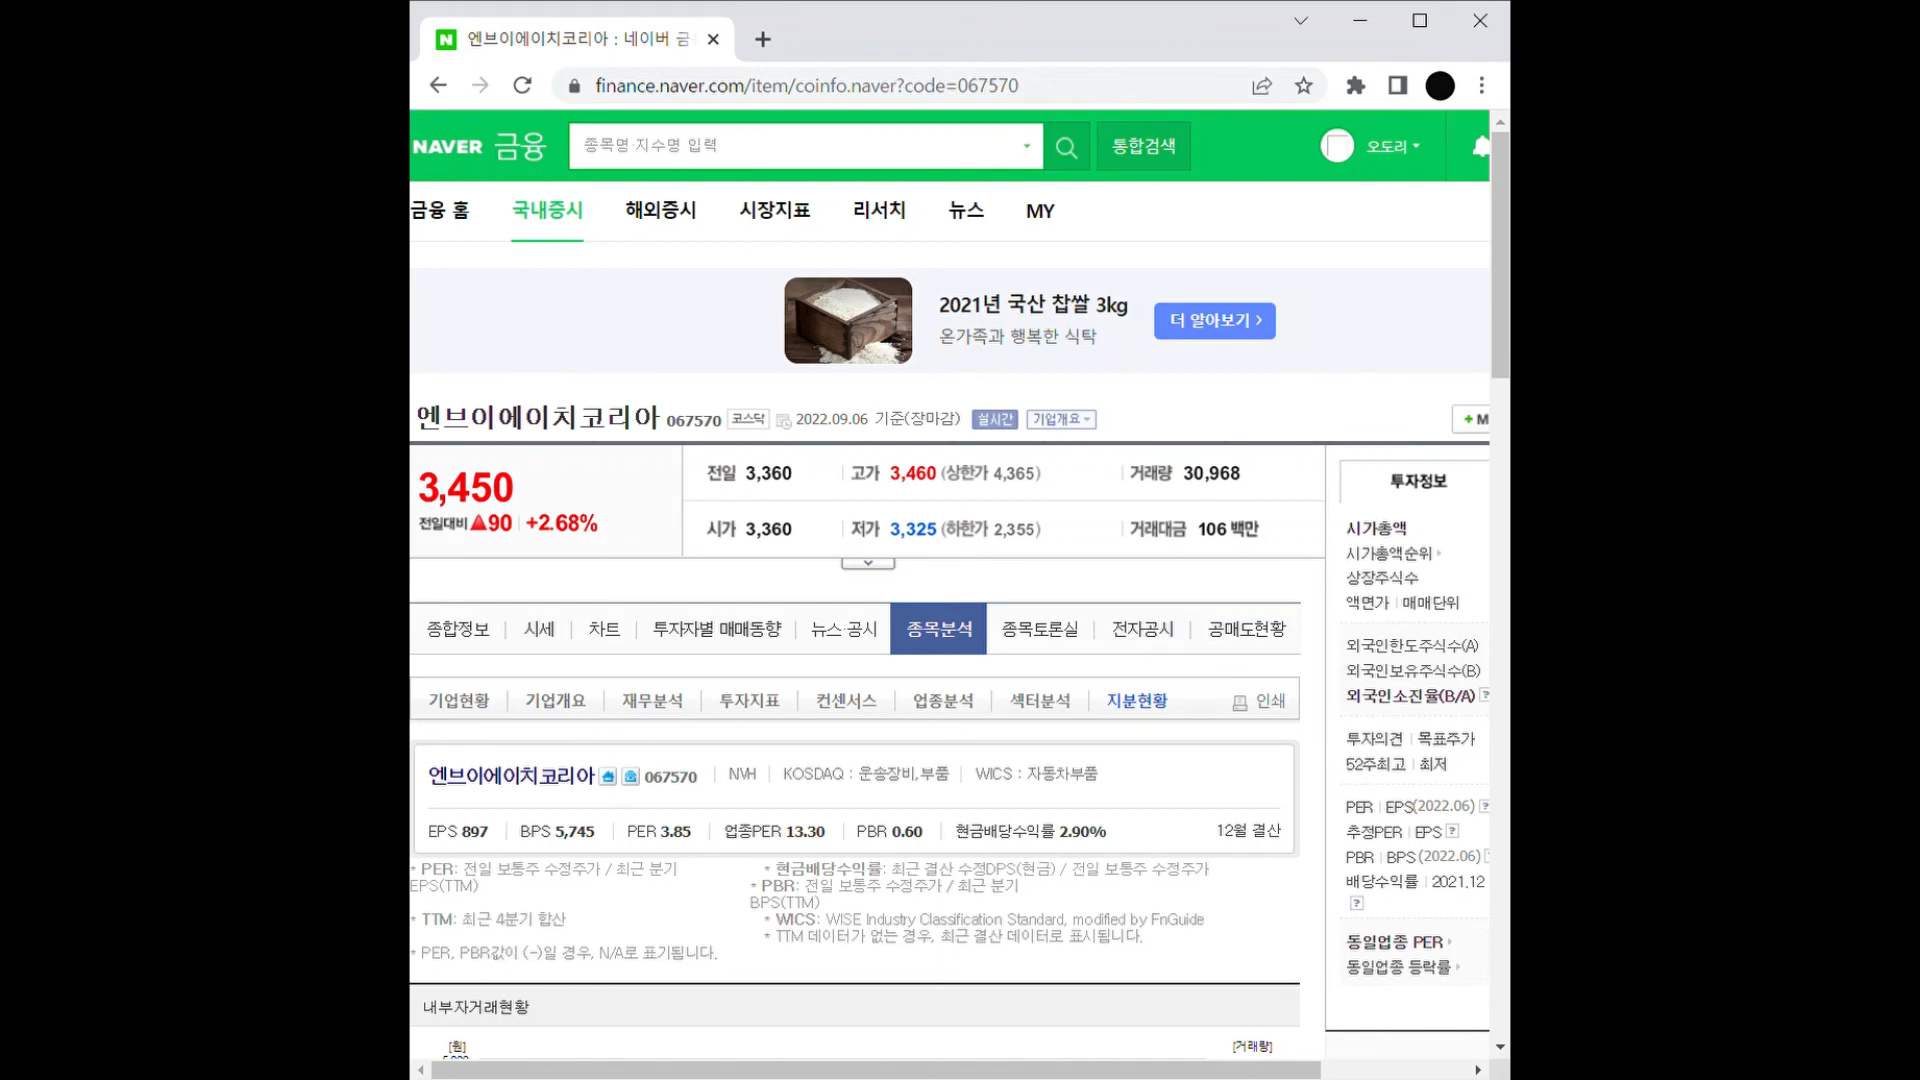 엔브이에이치코리아 : 네이버 금
finance.naver.com/item/coinfo.naver?code=067570
NAVER 금융 종목명·지수명 입력 통합검색 오토리
금융 홈 국내증시 해외증시 시장지표 리서치 뉴스 MY
2021년 국산 찹쌀 3kg
온가족과 행복한 식탁
더 알아보기 >
엔브이에이치코리아 067570 코스닥 2022.09.06 기준(장마감) 실시간 기업개요 + M
3,450
전일대비 ▲90 +2.68%
전일 3,360 고가 3,460 (상한가 4,365) 거래량 30,968
시가 3,360 저가 3,325 (하한가 2,355) 거래대금 106 백만
종합정보 시세 차트 투자자별 매매동향 뉴스·공시 종목분석 종목토론실 전자공시 공매도현황
기업현황 기업개요 재무분석 투자지표 컨센서스 업종분석 섹터분석 지분현황 인쇄
엔브이에이치코리아 067570 NVH KOSDAQ : 운송장비,부품 WICS : 자동차부품
EPS 897 BPS 5,745 PER 3.85 업종PER 13.30 PBR 0.60 현금배당수익률 2.90% 12월 결산
* PER: 전일 보통주 수정주가 / 최근 분기
EPS(TTM)
* TTM: 최근 4분기 합산
* PER, PBR값이 (-)일 경우, N/A로 표기됩니다.
* 현금배당수익률: 최근 결산 수정DPS(현금) / 전일 보통주 수정주가
* PBR: 전일 보통주 수정주가 / 최근 분기
BPS(TTM)
* WICS: WISE Industry Classification Standard, modified by FnGuide
* TTM 데이터가 없는 경우, 최근 결산 데이터로 표시됩니다.
내부자거래현황
[원] [거래량]
투자정보
시가총액
시가총액순위
상장주식수
액면가 매매단위
외국인한도주식수(A)
외국인보유주식수(B)
외국인소진율(B/A) ?
투자의견 목표주가
52주최고 최저
PER EPS(2022.06) ?
추정PER EPS ?
PBR BPS (2022.06)
배당수익률 2021.12
?
동일업종 PER
동일업종 등락률